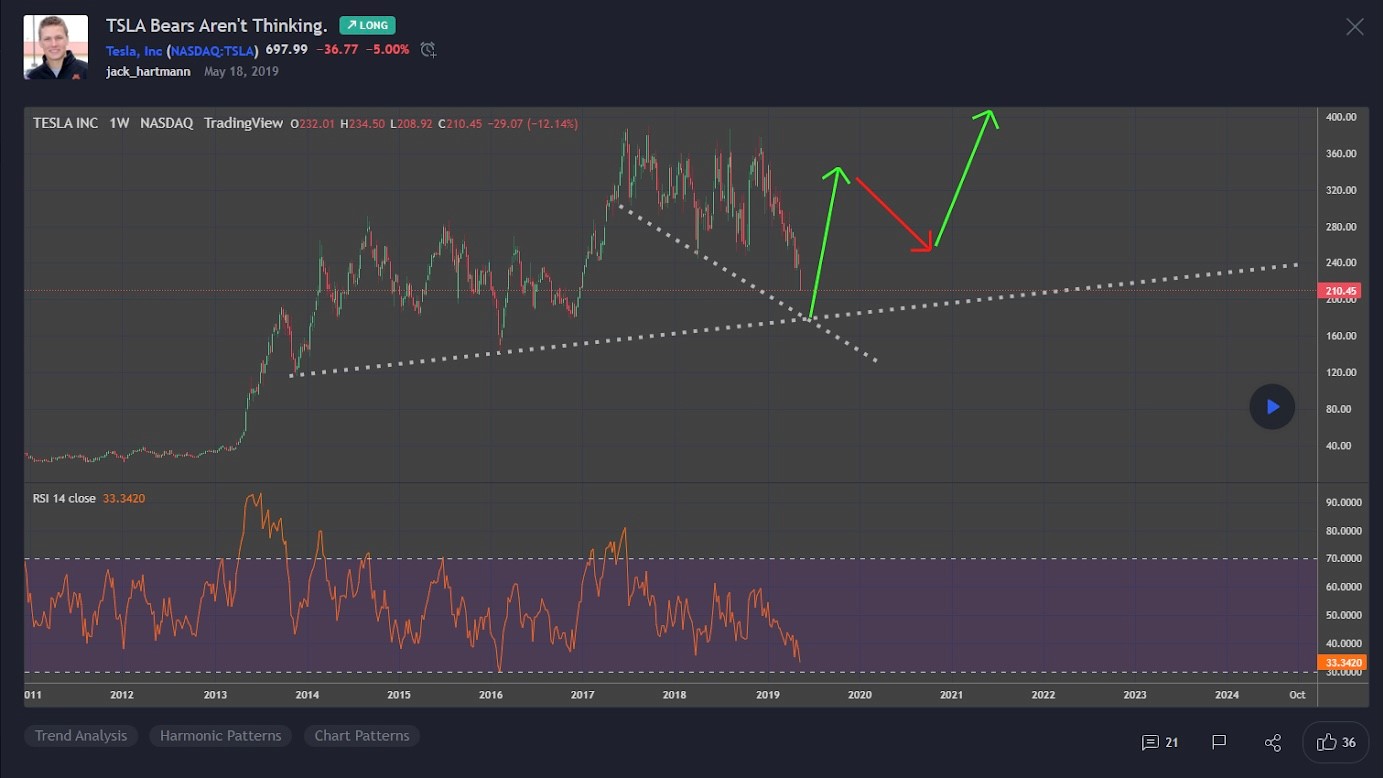 TSLA Bears Aren't Thinking. LONG
Tesla, Inc (NASDAQ:TSLA) 697.99 −36.77 −5.00%
jack_hartmann May 18, 2019
TESLA INC 1W NASDAQ TradingView O232.01 H234.50 L208.92 C210.45 −29.07 (−12.14%)
400.00
360.00
320.00
280.00
240.00
210.45
200.00
160.00
120.00
80.00
40.00
RSI 14 close 33.3420
90.0000
80.0000
70.0000
60.0000
50.0000
40.0000
33.3420
30.0000
011 2012 2013 2014 2015 2016 2017 2018 2019 2020 2021 2022 2023 2024 Oct
Trend Analysis Harmonic Patterns Chart Patterns
21 36